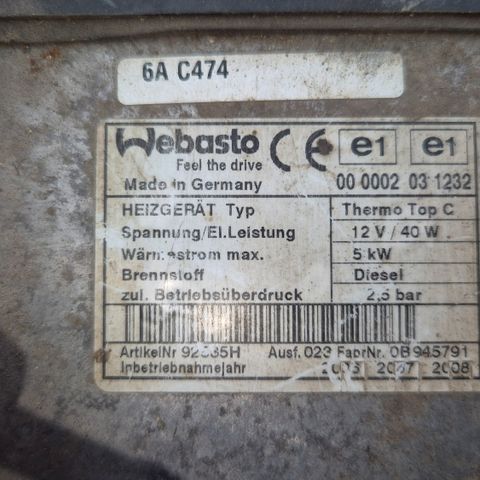 6A C474
Webasto CE e1 e1
Feel the drive
Made in Germany 00 0002 03 1232
HEIZGERÄT Typ Thermo Top C
Spannung/El.Leistung 12 V / 40 W
Wärmestrom max. 5 kW
Brennstoff Diesel
zul. Betriebsüberdruck 2,5 bar
ArtikelNr Ausf. 023 FabrNr. 0B945791
Inbetriebnahmejahr 2006 2007 2008